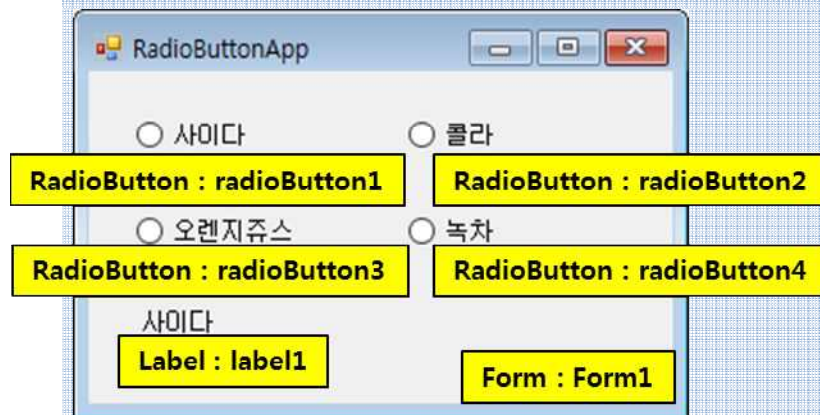 RadioButtonApp
사이다 콜라
RadioButton : radioButton1 RadioButton : radioButton2
오렌지쥬스 녹차
RadioButton : radioButton3 RadioButton : radioButton4
사이다
Label : label1
Form : Form1